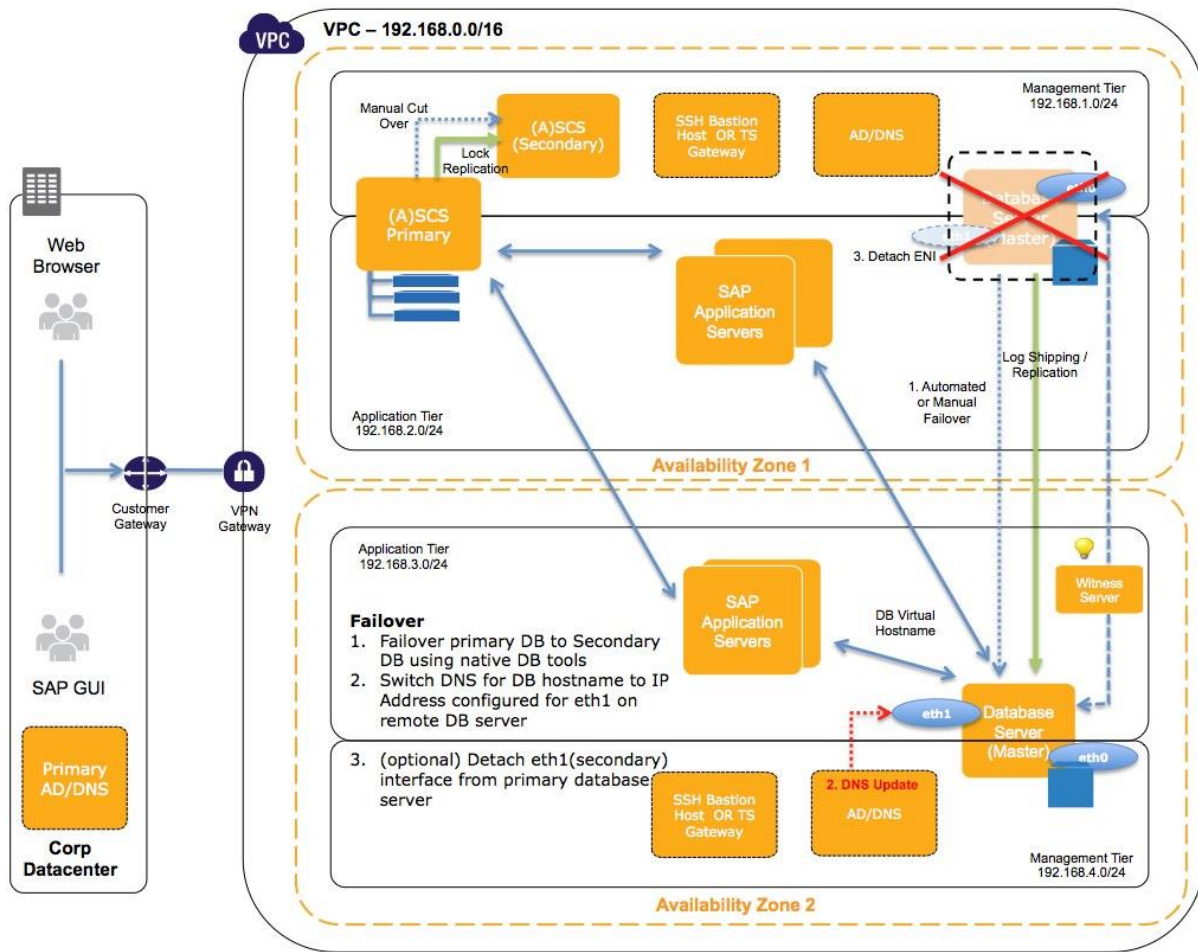 VPC
VPC – 192.168.0.0/16
Management Tier
192.168.1.0/24
Manual Cut
Over
(A)SCS
(Secondary)
SSH Bastion
Host OR TS
Gateway
AD/DNS
Lock
Replication
(A)SCS
Primary
Database
Server
(Master)
eth0
eth1
3. Detach ENI
SAP
Application
Servers
Log Shipping /
Replication
1. Automated
or Manual
Failover
Application Tier
192.168.2.0/24
Availability Zone 1
Web
Browser
Customer
Gateway
VPN
Gateway
SAP GUI
Primary
AD/DNS
Corp
Datacenter
Application Tier
192.168.3.0/24
Witness
Server
SAP
Application
Servers
DB Virtual
Hostname
Failover
1. Failover primary DB to Secondary
DB using native DB tools
2. Switch DNS for DB hostname to IP
Address configured for eth1 on
remote DB server
3. (optional) Detach eth1(secondary)
interface from primary database
server
eth1
Database
Server
(Master)
eth0
SSH Bastion
Host OR TS
Gateway
2. DNS Update
AD/DNS
Management Tier
192.168.4.0/24
Availability Zone 2